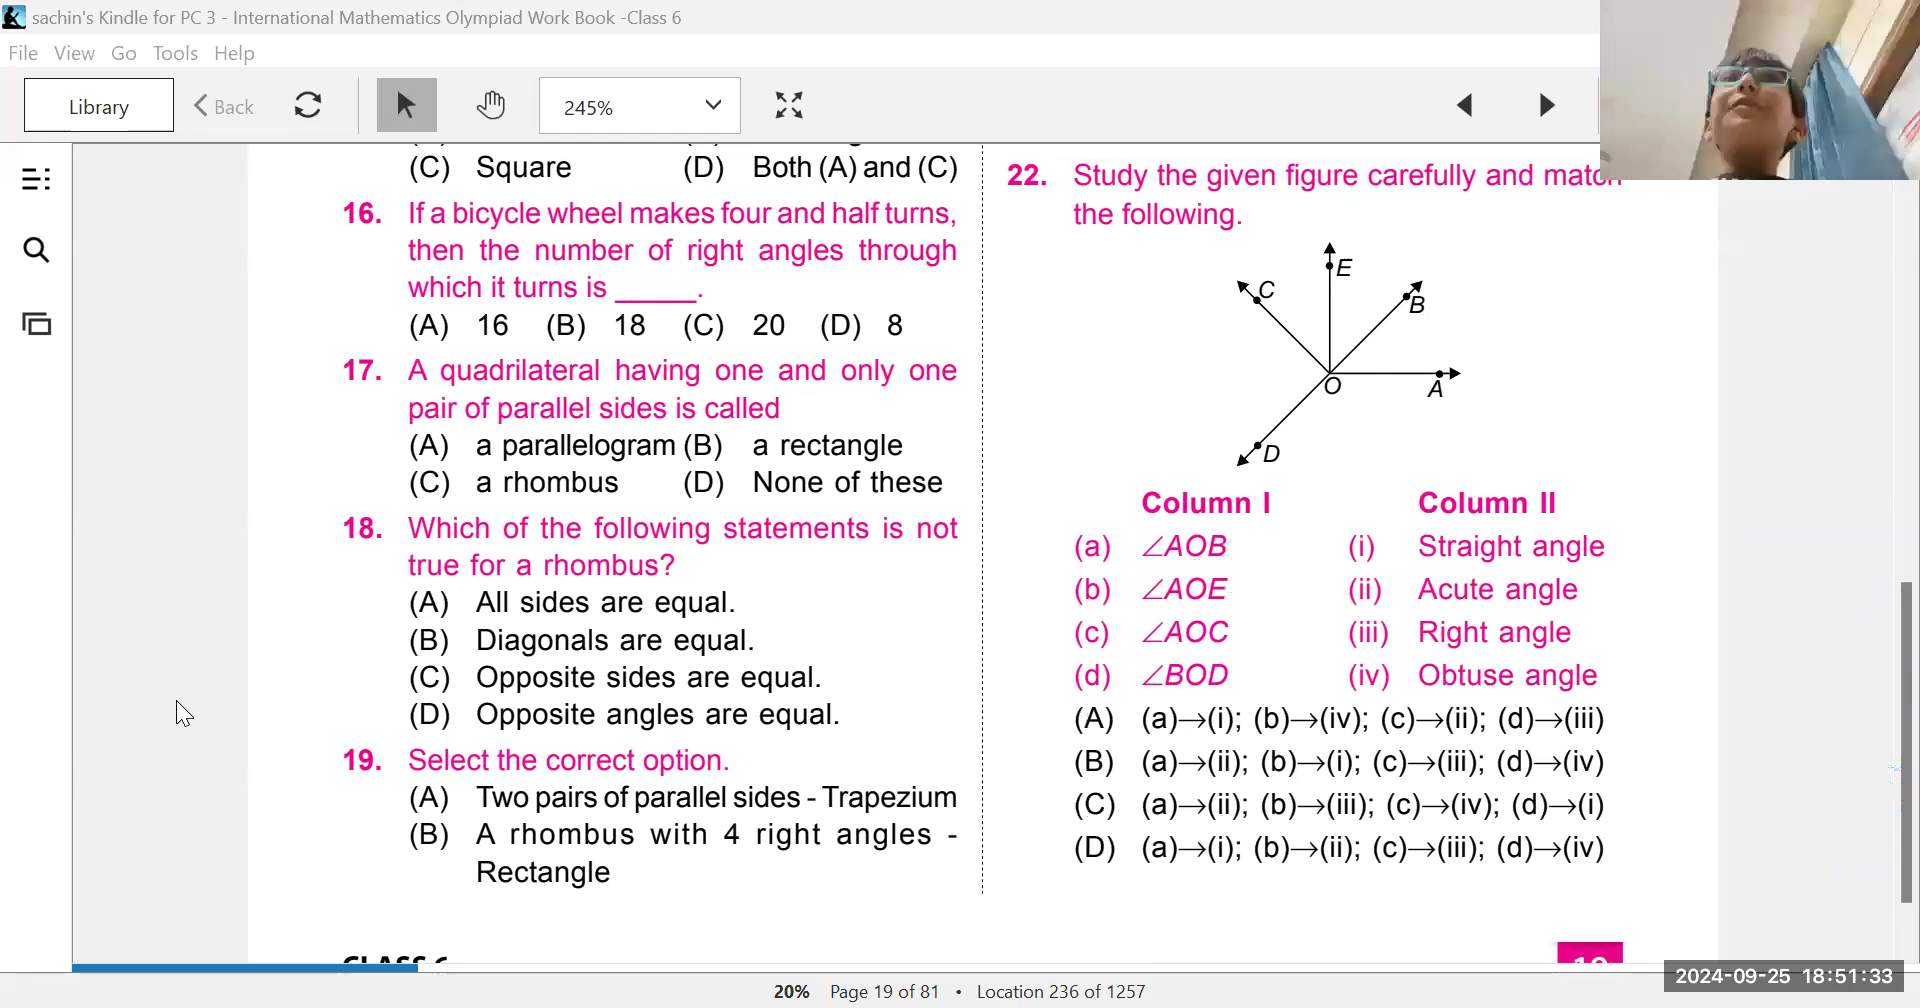 sachin's Kindle for PC 3 - International Mathematics Olympiad Work Book -Class 6
File View Go Tools Help
Library Back 245%
(C) Square (D) Both (A) and (C)
16. If a bicycle wheel makes four and half turns,
then the number of right angles through
which it turns is _____.
(A) 16 (B) 18 (C) 20 (D) 8
17. A quadrilateral having one and only one
pair of parallel sides is called
(A) a parallelogram (B) a rectangle
(C) a rhombus (D) None of these
18. Which of the following statements is not
true for a rhombus?
(A) All sides are equal.
(B) Diagonals are equal.
(C) Opposite sides are equal.
(D) Opposite angles are equal.
19. Select the correct option.
(A) Two pairs of parallel sides - Trapezium
(B) A rhombus with 4 right angles -
Rectangle
22. Study the given figure carefully and match
the following.
E
C
B
O
A
D
Column I Column II
(a) ∠AOB (i) Straight angle
(b) ∠AOE (ii) Acute angle
(c) ∠AOC (iii) Right angle
(d) ∠BOD (iv) Obtuse angle
(A) (a)→(i); (b)→(iv); (c)→(ii); (d)→(iii)
(B) (a)→(ii); (b)→(i); (c)→(iii); (d)→(iv)
(C) (a)→(ii); (b)→(iii); (c)→(iv); (d)→(i)
(D) (a)→(i); (b)→(ii); (c)→(iii); (d)→(iv)
20% Page 19 of 81 • Location 236 of 1257
2024-09-25 18:51:33